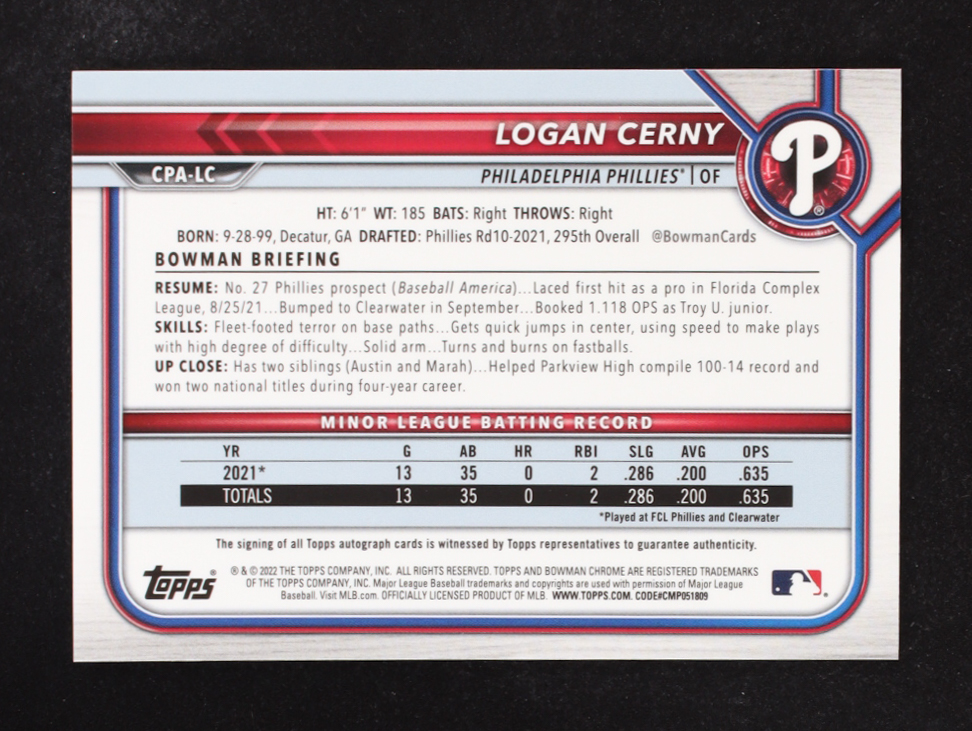 LOGAN CERNY
CPA-LC
PHILADELPHIA PHILLIES® | OF
P®
HT: 6'1" WT: 185 BATS: Right THROWS: Right
BORN: 9-28-99, Decatur, GA DRAFTED: Phillies Rd10-2021, 295th Overall @BowmanCards
BOWMAN BRIEFING
RESUME: No. 27 Phillies prospect (Baseball America)...Laced first hit as a pro in Florida Complex
League, 8/25/21...Bumped to Clearwater in September...Booked 1.118 OPS as Troy U. junior.
SKILLS: Fleet-footed terror on base paths...Gets quick jumps in center, using speed to make plays
with high degree of difficulty...Solid arm...Turns and burns on fastballs.
UP CLOSE: Has two siblings (Austin and Marah)...Helped Parkview High compile 100-14 record and
won two national titles during four-year career.
MINOR LEAGUE BATTING RECORD
YR G AB HR RBI SLG AVG OPS
2021* 13 35 0 2 .286 .200 .635
TOTALS 13 35 0 2 .286 .200 .635
*Played at FCL Phillies and Clearwater
The signing of all Topps autograph cards is witnessed by Topps representatives to guarantee authenticity.
TOPPS®
® & © 2022 THE TOPPS COMPANY, INC. ALL RIGHTS RESERVED. TOPPS AND BOWMAN CHROME ARE REGISTERED TRADEMARKS
OF THE TOPPS COMPANY, INC. Major League Baseball trademarks and copyrights are used with permission of Major League
Baseball. Visit MLB.com. OFFICIALLY LICENSED PRODUCT OF MLB. WWW.TOPPS.COM. CODE#CMP051809